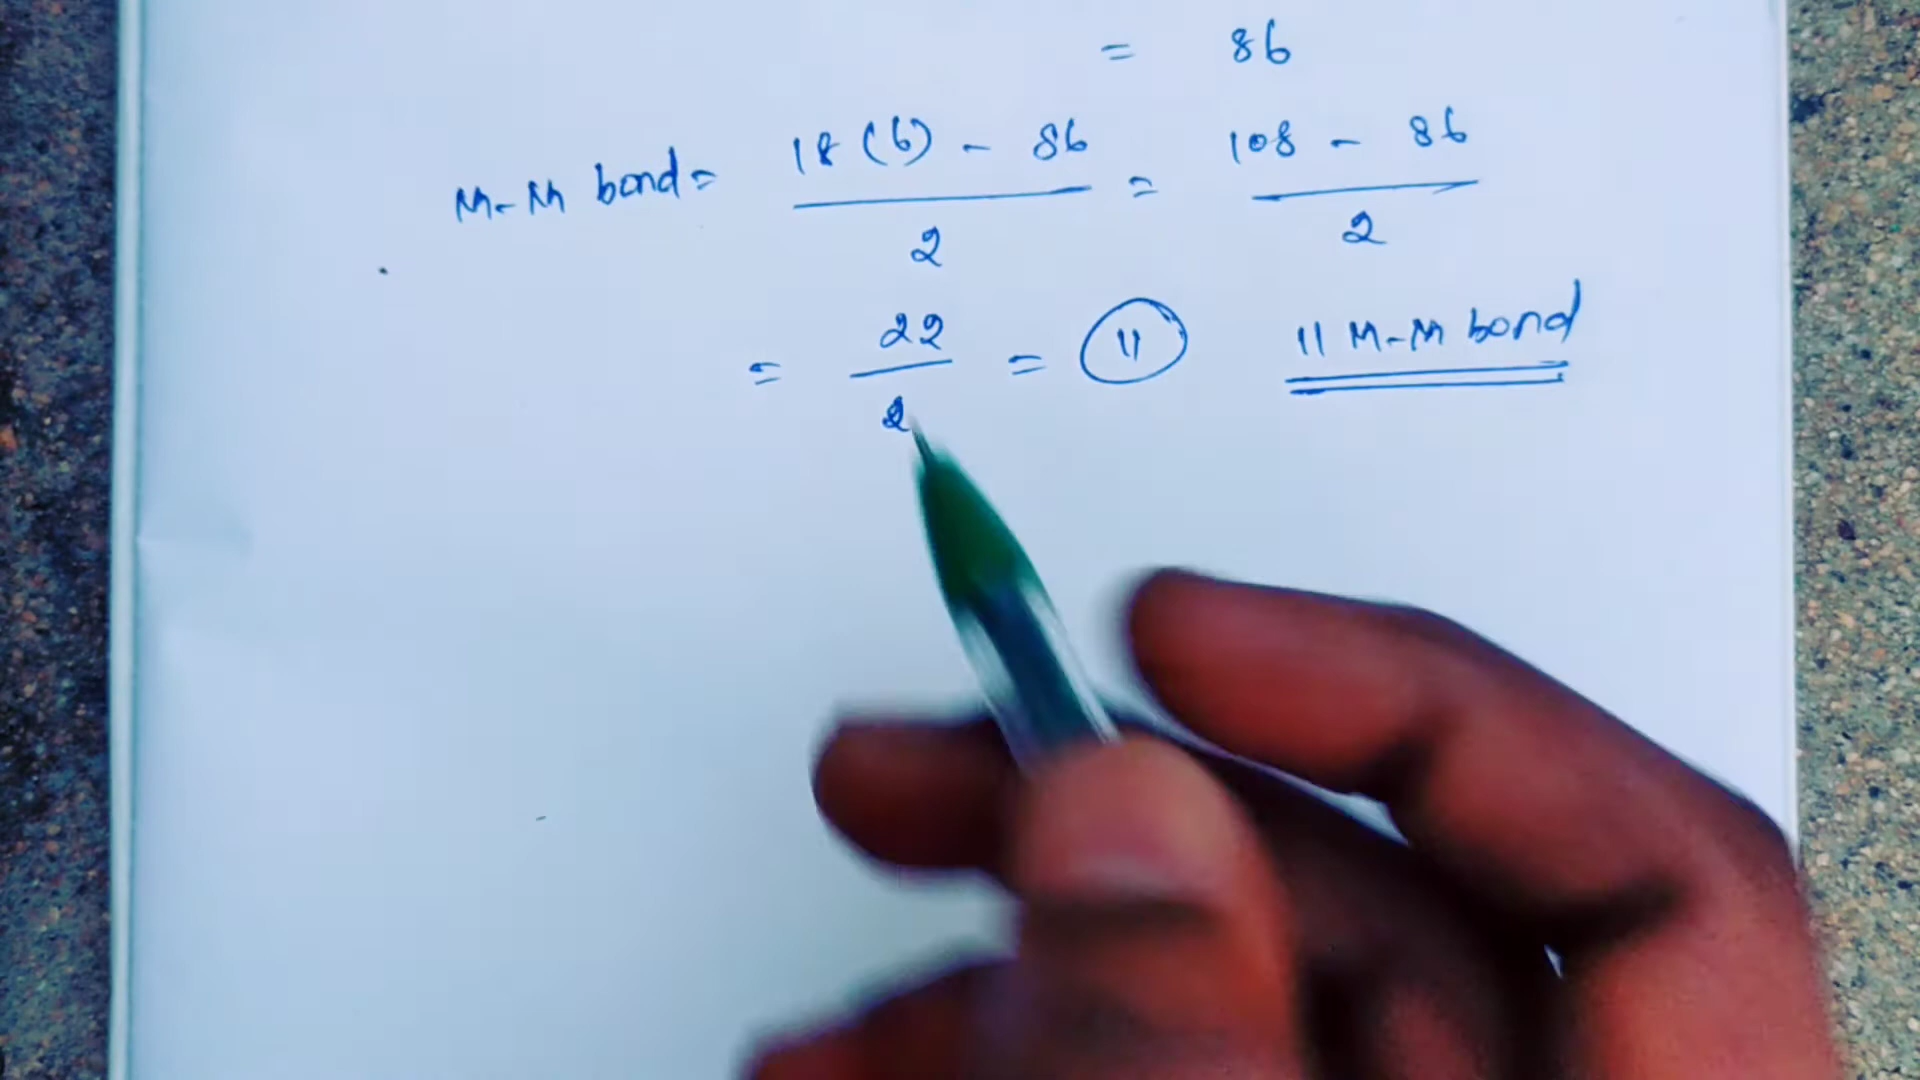 = 86
M-M bond = 18(6) - 86 / 2 = 108 - 86 / 2
= 22 / 2 = 11 11 M-M bond